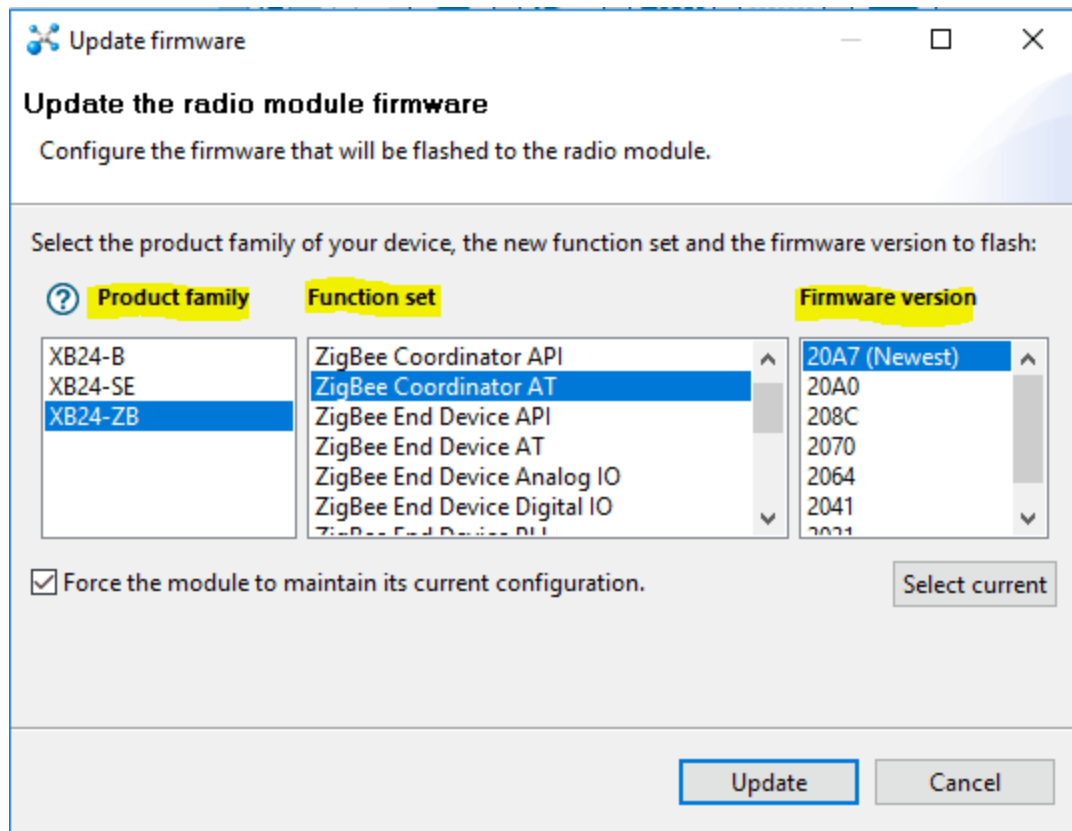 Update firmware
Update the radio module firmware
Configure the firmware that will be flashed to the radio module.
Select the product family of your device, the new function set and the firmware version to flash:
Product family Function set Firmware version
XB24-B ZigBee Coordinator API 20A7 (Newest)
XB24-SE ZigBee Coordinator AT 20A0
XB24-ZB ZigBee End Device API 208C
ZigBee End Device AT 2070
ZigBee End Device Analog IO 2064
ZigBee End Device Digital IO 2041
Force the module to maintain its current configuration. Select current
Update Cancel